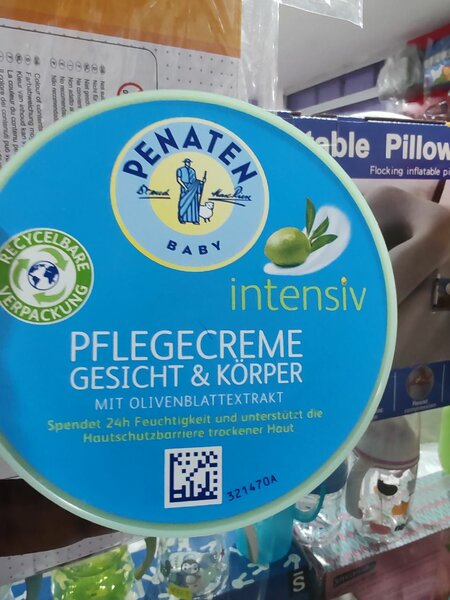 PENATEN
BABY
intensiv
RECYCELBARE
VERPACKUNG
PFLEGECREME
GESICHT & KÖRPER
MIT OLIVENBLATTEXTRAKT
Spendet 24h Feuchtigkeit und unterstützt die
Hautschutzbarriere trockener Haut
321470A
table Pillow
Flocking inflatable